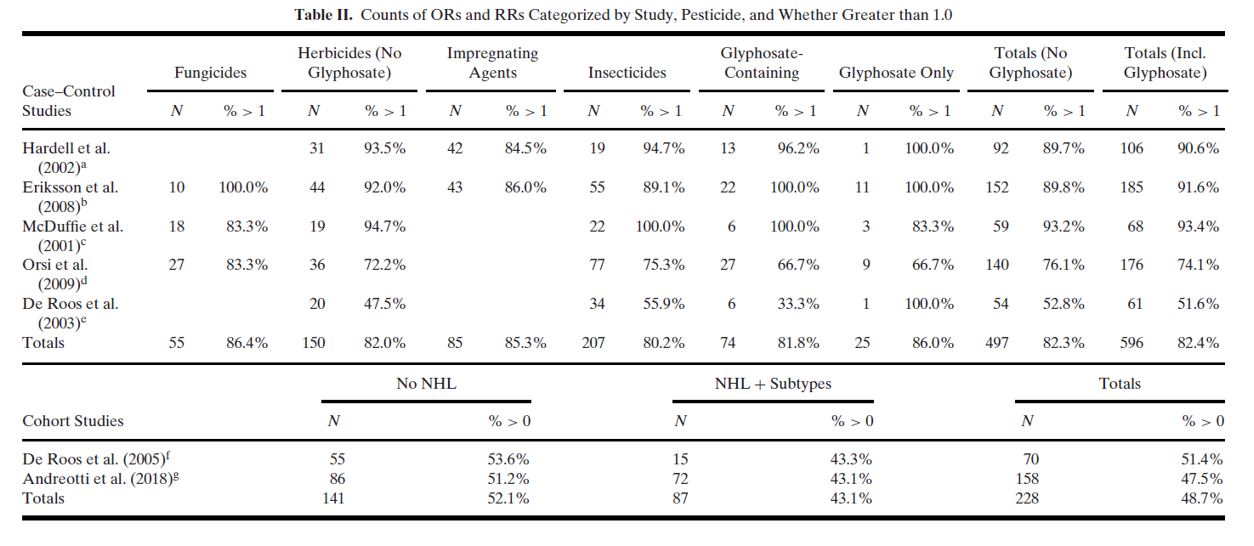 Table II. Counts of ORs and RRs Categorized by Study, Pesticide, and Whether Greater than 1.0
Herbicides (No Impregnating Glyphosate- Totals (No Totals (Incl.
Fungicides Glyphosate) Agents Insecticides Containing Glyphosate Only Glyphosate) Glyphosate)
Case–Control
Studies N % > 1 N % > 1 N % > 1 N % > 1 N % > 1 N % > 1 N % > 1 N % > 1
Hardell et al. 31 93.5% 42 84.5% 19 94.7% 13 96.2% 1 100.0% 92 89.7% 106 90.6%
(2002)a
Eriksson et al. 10 100.0% 44 92.0% 43 86.0% 55 89.1% 22 100.0% 11 100.0% 152 89.8% 185 91.6%
(2008)b
McDuffie et al. 18 83.3% 19 94.7% 22 100.0% 6 100.0% 3 83.3% 59 93.2% 68 93.4%
(2001)c
Orsi et al. 27 83.3% 36 72.2% 77 75.3% 27 66.7% 9 66.7% 140 76.1% 176 74.1%
(2009)d
De Roos et al. 20 47.5% 34 55.9% 6 33.3% 1 100.0% 54 52.8% 61 51.6%
(2003)e
Totals 55 86.4% 150 82.0% 85 85.3% 207 80.2% 74 81.8% 25 86.0% 497 82.3% 596 82.4%
No NHL NHL + Subtypes Totals
Cohort Studies N % > 0 N % > 0 N % > 0
De Roos et al. (2005)f 55 53.6% 15 43.3% 70 51.4%
Andreotti et al. (2018)g 86 51.2% 72 43.1% 158 47.5%
Totals 141 52.1% 87 43.1% 228 48.7%